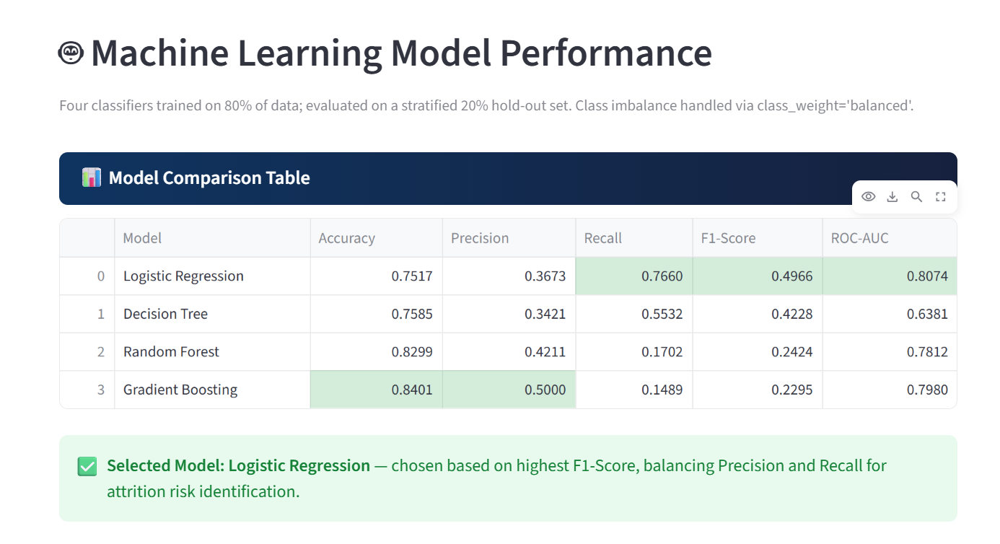 Machine Learning Model Performance
Four classifiers trained on 80% of data; evaluated on a stratified 20% hold-out set. Class imbalance handled via class_weight='balanced'.
Model Comparison Table
Model Accuracy Precision Recall F1-Score ROC-AUC
0 Logistic Regression 0.7517 0.3673 0.7660 0.4966 0.8074
1 Decision Tree 0.7585 0.3421 0.5532 0.4228 0.6381
2 Random Forest 0.8299 0.4211 0.1702 0.2424 0.7812
3 Gradient Boosting 0.8401 0.5000 0.1489 0.2295 0.7980
Selected Model: Logistic Regression — chosen based on highest F1-Score, balancing Precision and Recall for
attrition risk identification.